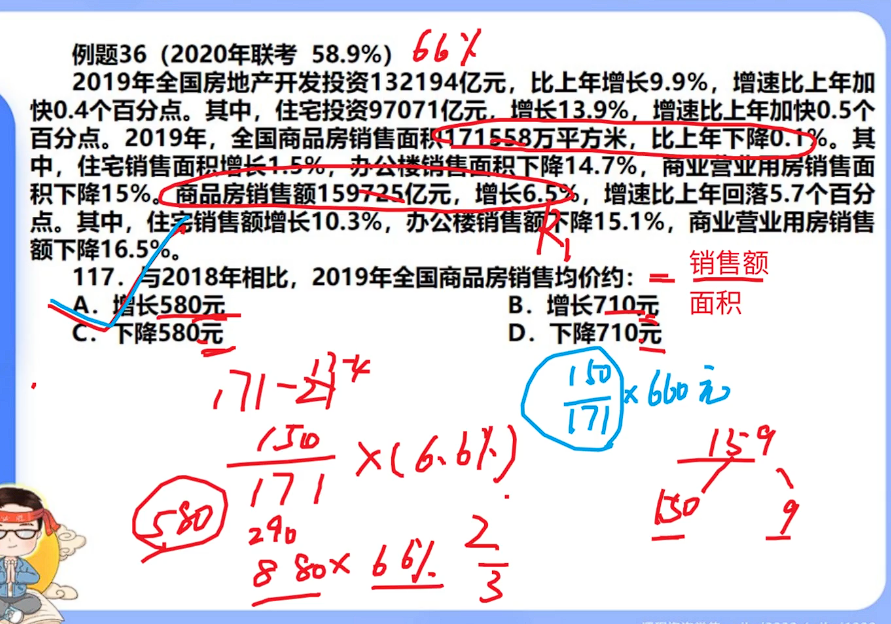 例题36（2020年联考 58.9%） 66%
2019年全国房地产开发投资132194亿元，比上年增长9.9%，增速比上年加
快0.4个百分点。其中，住宅投资97071亿元，增长13.9%，增速比上年加快0.5个
百分点。2019年，全国商品房销售面积171558万平方米，比上年下降0.1%。其
中，住宅销售面积增长1.5%，办公楼销售面积下降14.7%，商业营业用房销售面
积下降15%。商品房销售额159725亿元，增长6.5%，增速比上年回落5.7个百分
点。其中，住宅销售额增长10.3%，办公楼销售额下降15.1%，商业营业用房销售
额下降16.5%。
R₁
117．与2018年相比，2019年全国商品房销售均价约： = 销售额
面积
A．增长580元 B．增长710元
C．下降580元 D．下降710元
171-21
150/171 × 660元
150/171 ×(6.6%)
159
150 9
580
290
880× 66% 2/3